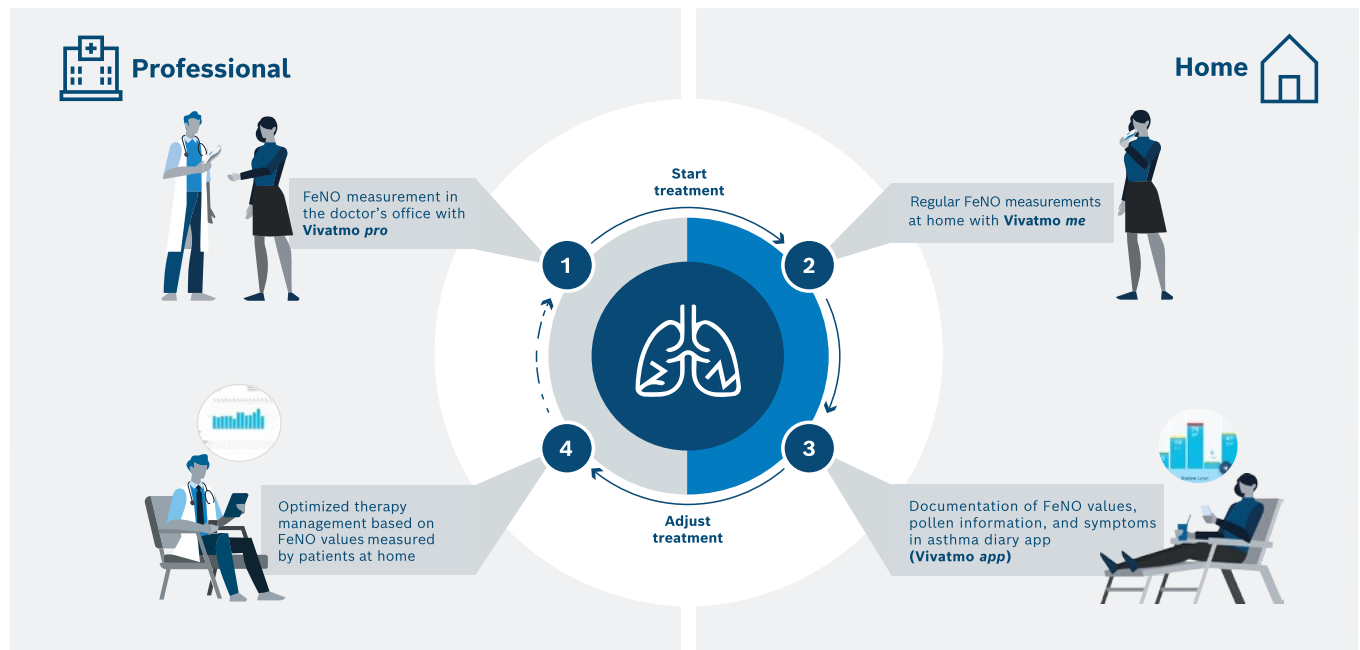 Professional
Home
Start
treatment
FeNO measurement in
the doctor's office with
Vivatmo pro
1
2
Regular FeNO measurements
at home with Vivatmo me
4
3
Optimized therapy
management based on
FeNO values measured
by patients at home
Adjust
treatment
Documentation of FeNO values,
pollen information, and symptoms
in asthma diary app
(Vivatmo app)